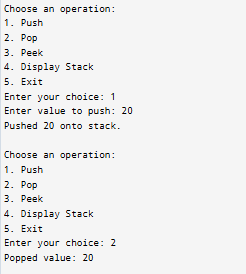 Choose an operation:
1. Push
2. Pop
3. Peek
4. Display Stack
5. Exit
Enter your choice: 1
Enter value to push: 20
Pushed 20 onto stack.

Choose an operation:
1. Push
2. Pop
3. Peek
4. Display Stack
5. Exit
Enter your choice: 2
Popped value: 20